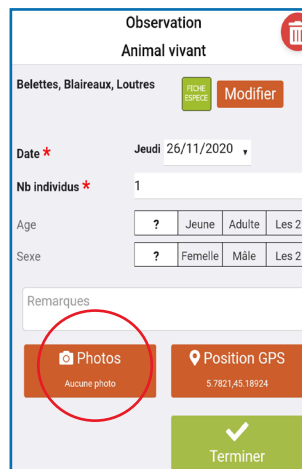 Observation
Animal vivant
Belettes, Blaireaux, Loutres
FICHE
ESPECE
Modifier
Date * Jeudi 26/11/2020
Nb individus * 1
Age ? Jeune Adulte Les 2
Sexe ? Femelle Mâle Les 2
Remarques
Photos
Aucune photo
Position GPS
5.7821,45.18924
Terminer